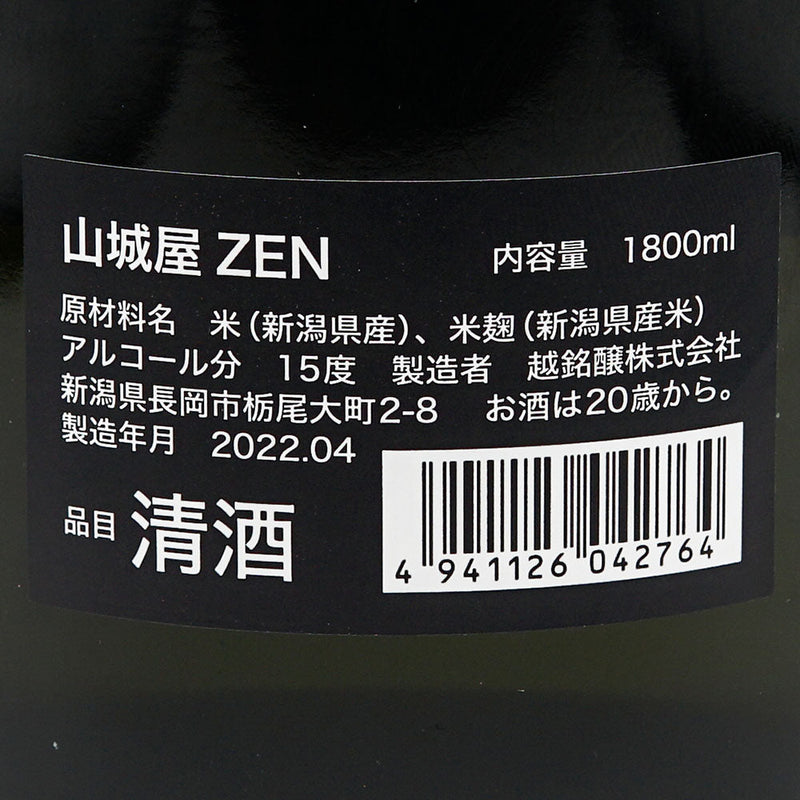 山城屋 ZEN 内容量 1800ml
原材料名 米（新潟県産）、米麹（新潟県産米）
アルコール分 15度 製造者 越銘醸株式会社
新潟県長岡市栃尾大町2-8 お酒は20歳から。
製造年月 2022.04
品目 清酒
4 941126 042764